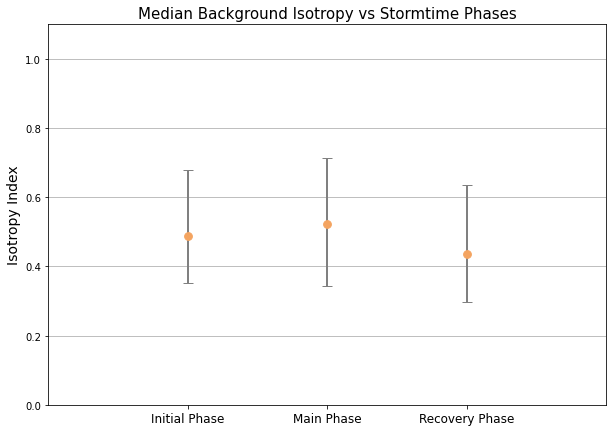 Median Background Isotropy vs Stormtime Phases
1.0
0.8
0.6
0.4
0.2
0.0
Isotropy Index
Initial Phase Main Phase Recovery Phase